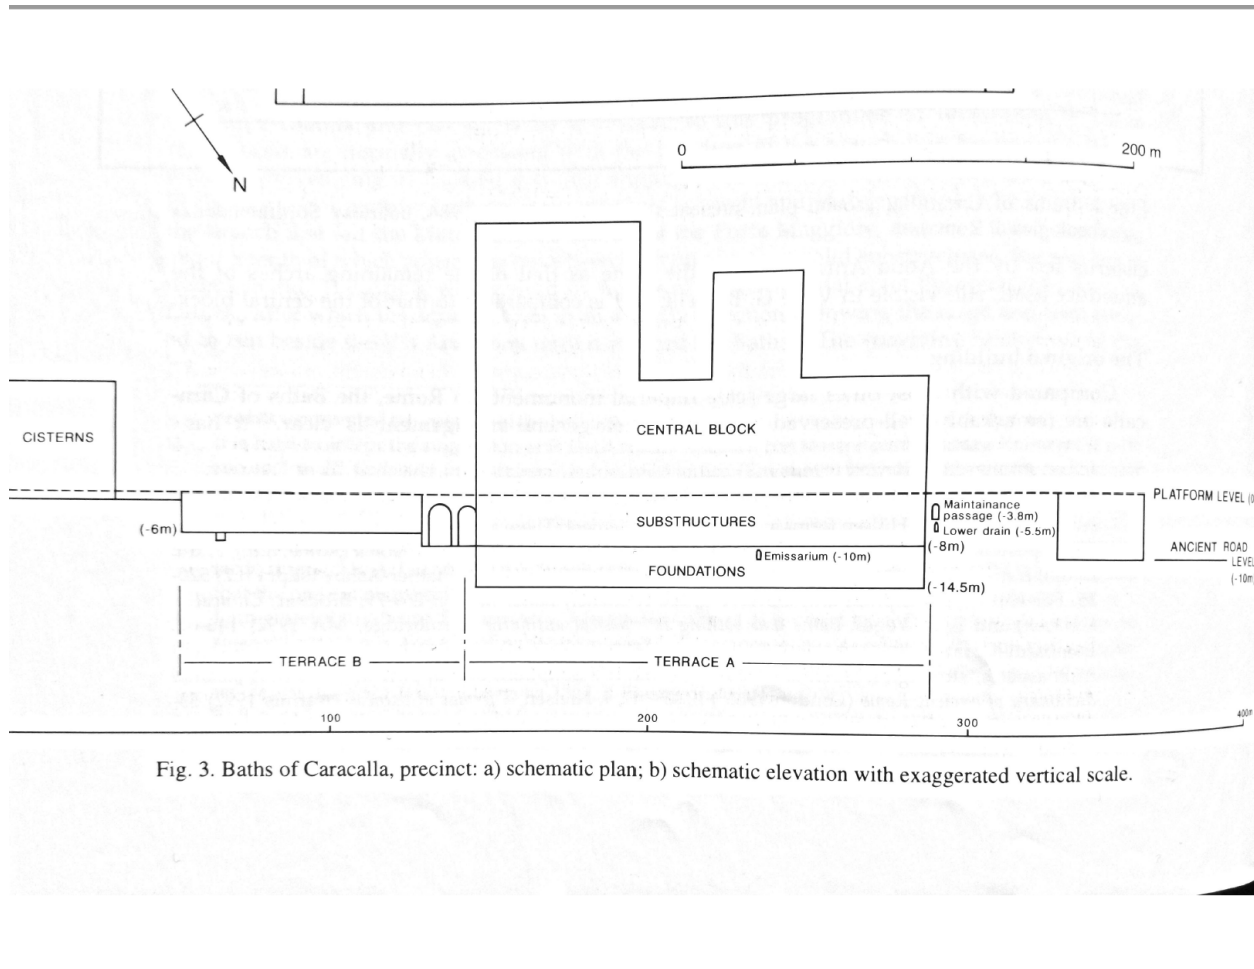 N
0 200 m
CISTERNS
CENTRAL BLOCK
PLATFORM LEVEL (0
Maintainance
passage (-3.8m)
SUBSTRUCTURES
(-6m)
Lower drain (-5.5m)
(-8m)
ANCIENT ROAD
LEVEL
(-10m)
Emissarium (-10m)
FOUNDATIONS
(-14.5m)
TERRACE B
TERRACE A
100 200 300 400m
Fig. 3. Baths of Caracalla, precinct: a) schematic plan; b) schematic elevation with exaggerated vertical scale.